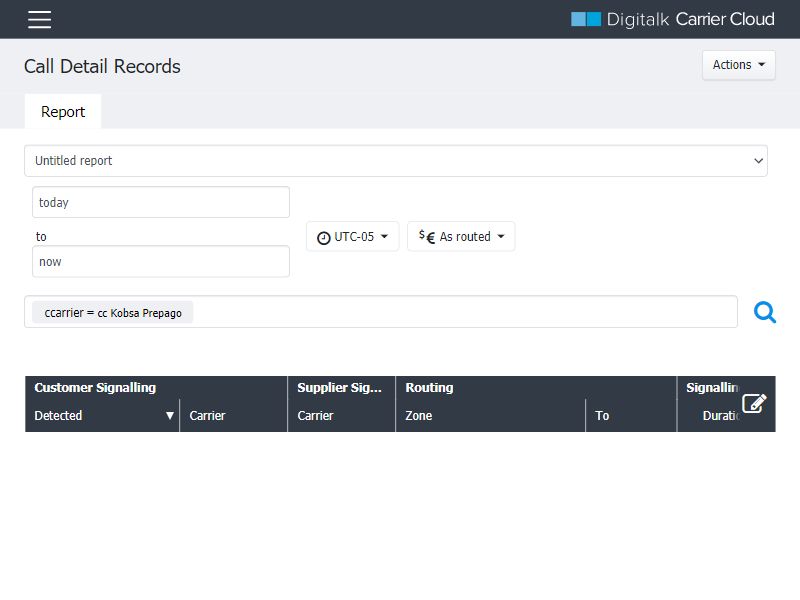 Digitalk Carrier Cloud
Call Detail Records
Actions
Report
Untitled report
today
to
UTC-05
$€ As routed
now
ccarrier = cc Kobsa Prepago
Customer Signalling Supplier Sig... Routing Signallin
Detected ▼ Carrier Carrier Zone To Duratio